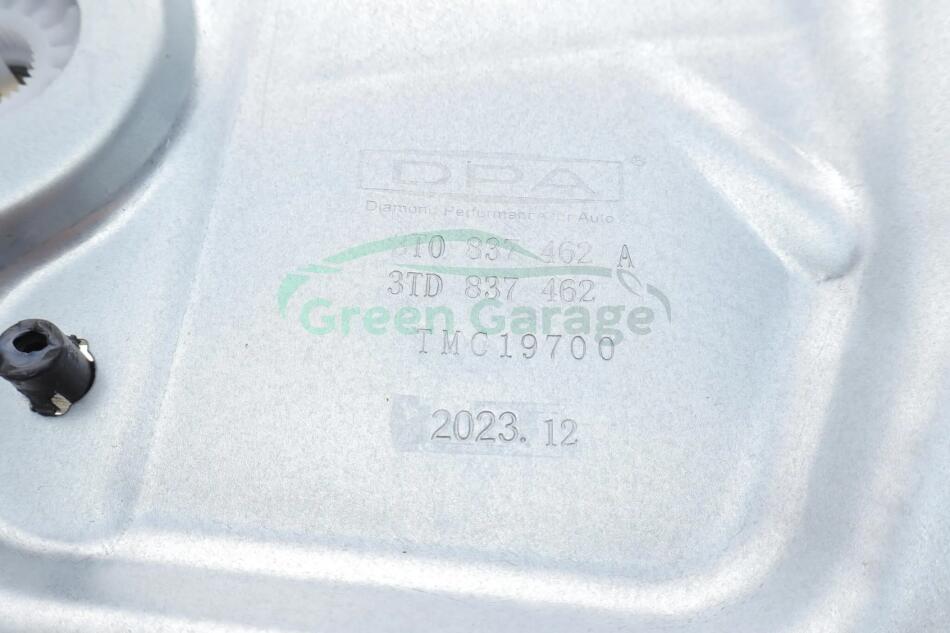 DPA®
Diamond Performance for Auto
3T0 837 462 A
3TD 837 462
Green Garage
TMC19700
2023.12